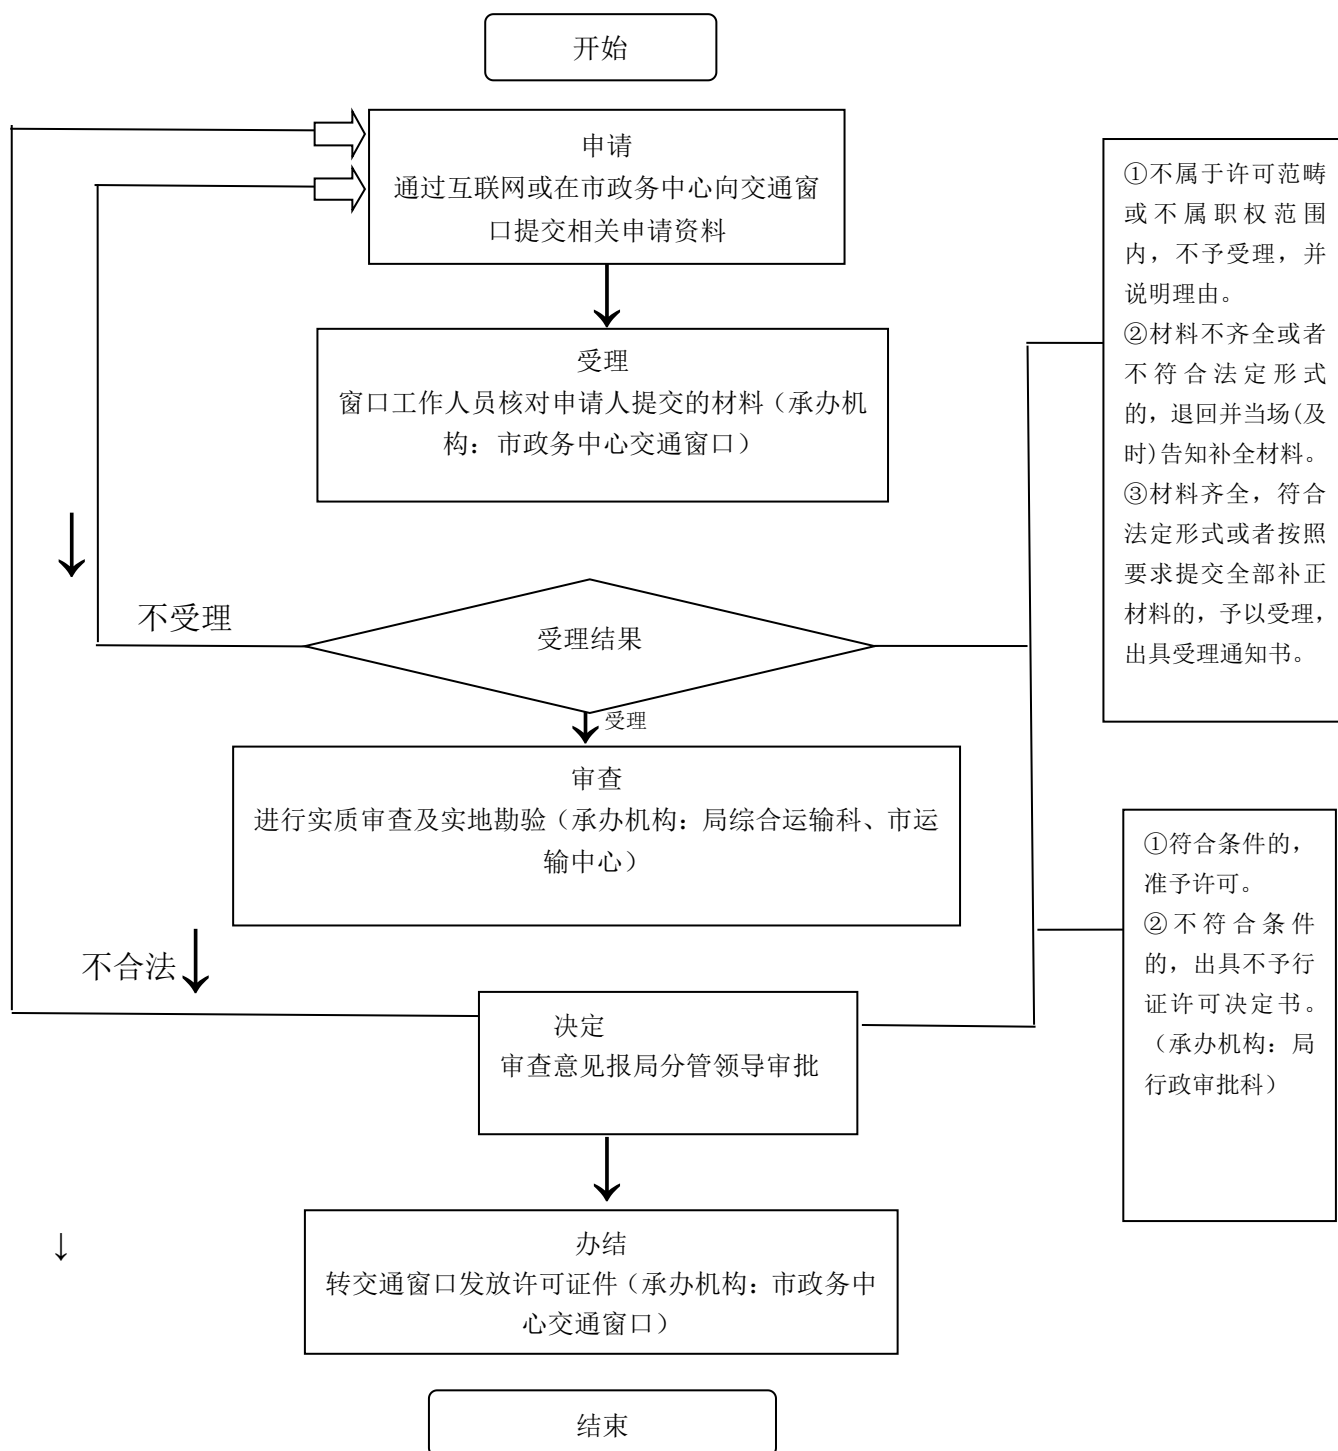 开始
申请
通过互联网或在市政务中心向交通窗
口提交相关申请资料
受理
窗口工作人员核对申请人提交的材料（承办机
构：市政务中心交通窗口）
①不属于许可范畴
或不属职权范围
内，不予受理，并
说明理由。
②材料不齐全或者
不符合法定形式
的，退回并当场(及
时)告知补全材料。
③材料齐全，符合
法定形式或者按照
要求提交全部补正
材料的，予以受理，
出具受理通知书。
↓
不受理
受理结果
↓受理
审查
进行实质审查及实地勘验（承办机构：局综合运输科、市运
输中心）
①符合条件的，
准予许可。
②不符合条件
的，出具不予行
证许可决定书。
（承办机构：局
行政审批科）
不合法↓
决定
审查意见报局分管领导审批
↓
办结
转交通窗口发放许可证件（承办机构：市政务中
心交通窗口）
结束